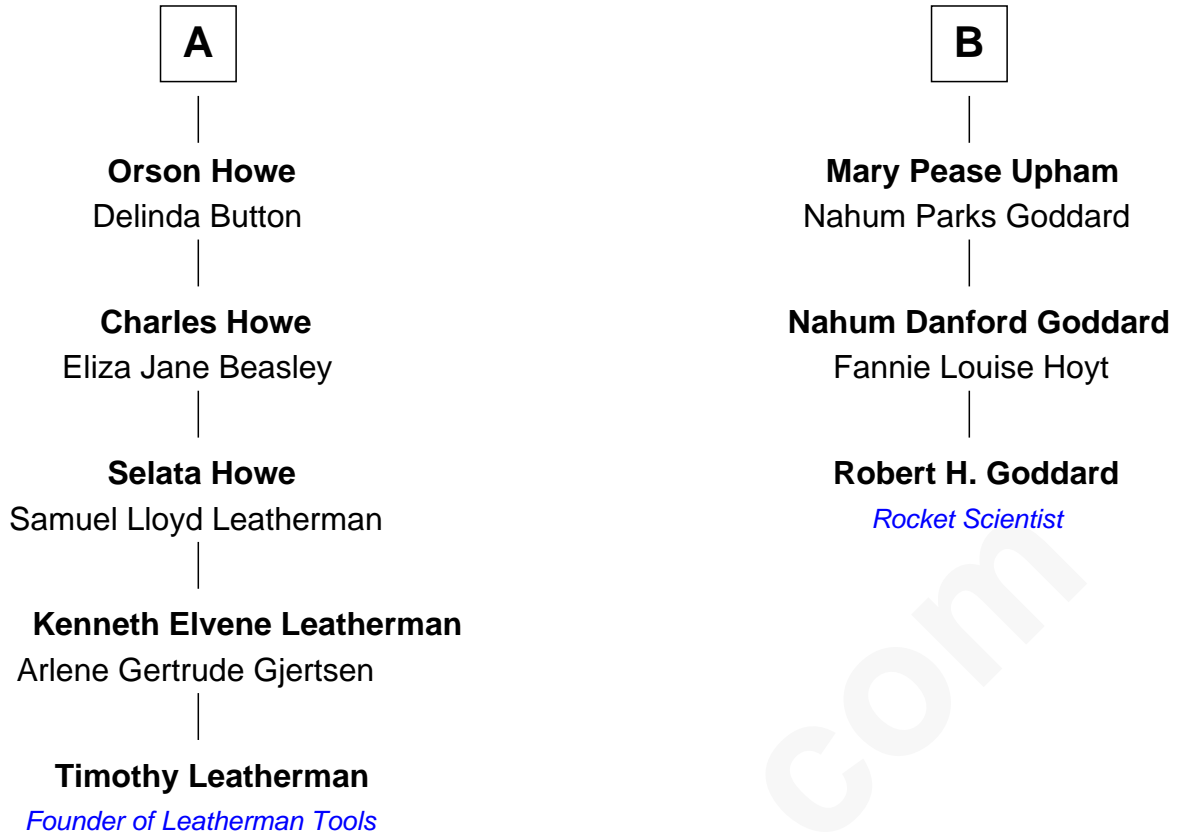 A
B
Orson Howe
Delinda Button
Mary Pease Upham
Nahum Parks Goddard
Charles Howe
Eliza Jane Beasley
Nahum Danford Goddard
Fannie Louise Hoyt
Selata Howe
Samuel Lloyd Leatherman
Robert H. Goddard
Rocket Scientist
Kenneth Elvene Leatherman
Arlene Gertrude Gjertsen
Timothy Leatherman
Founder of Leatherman Tools
com